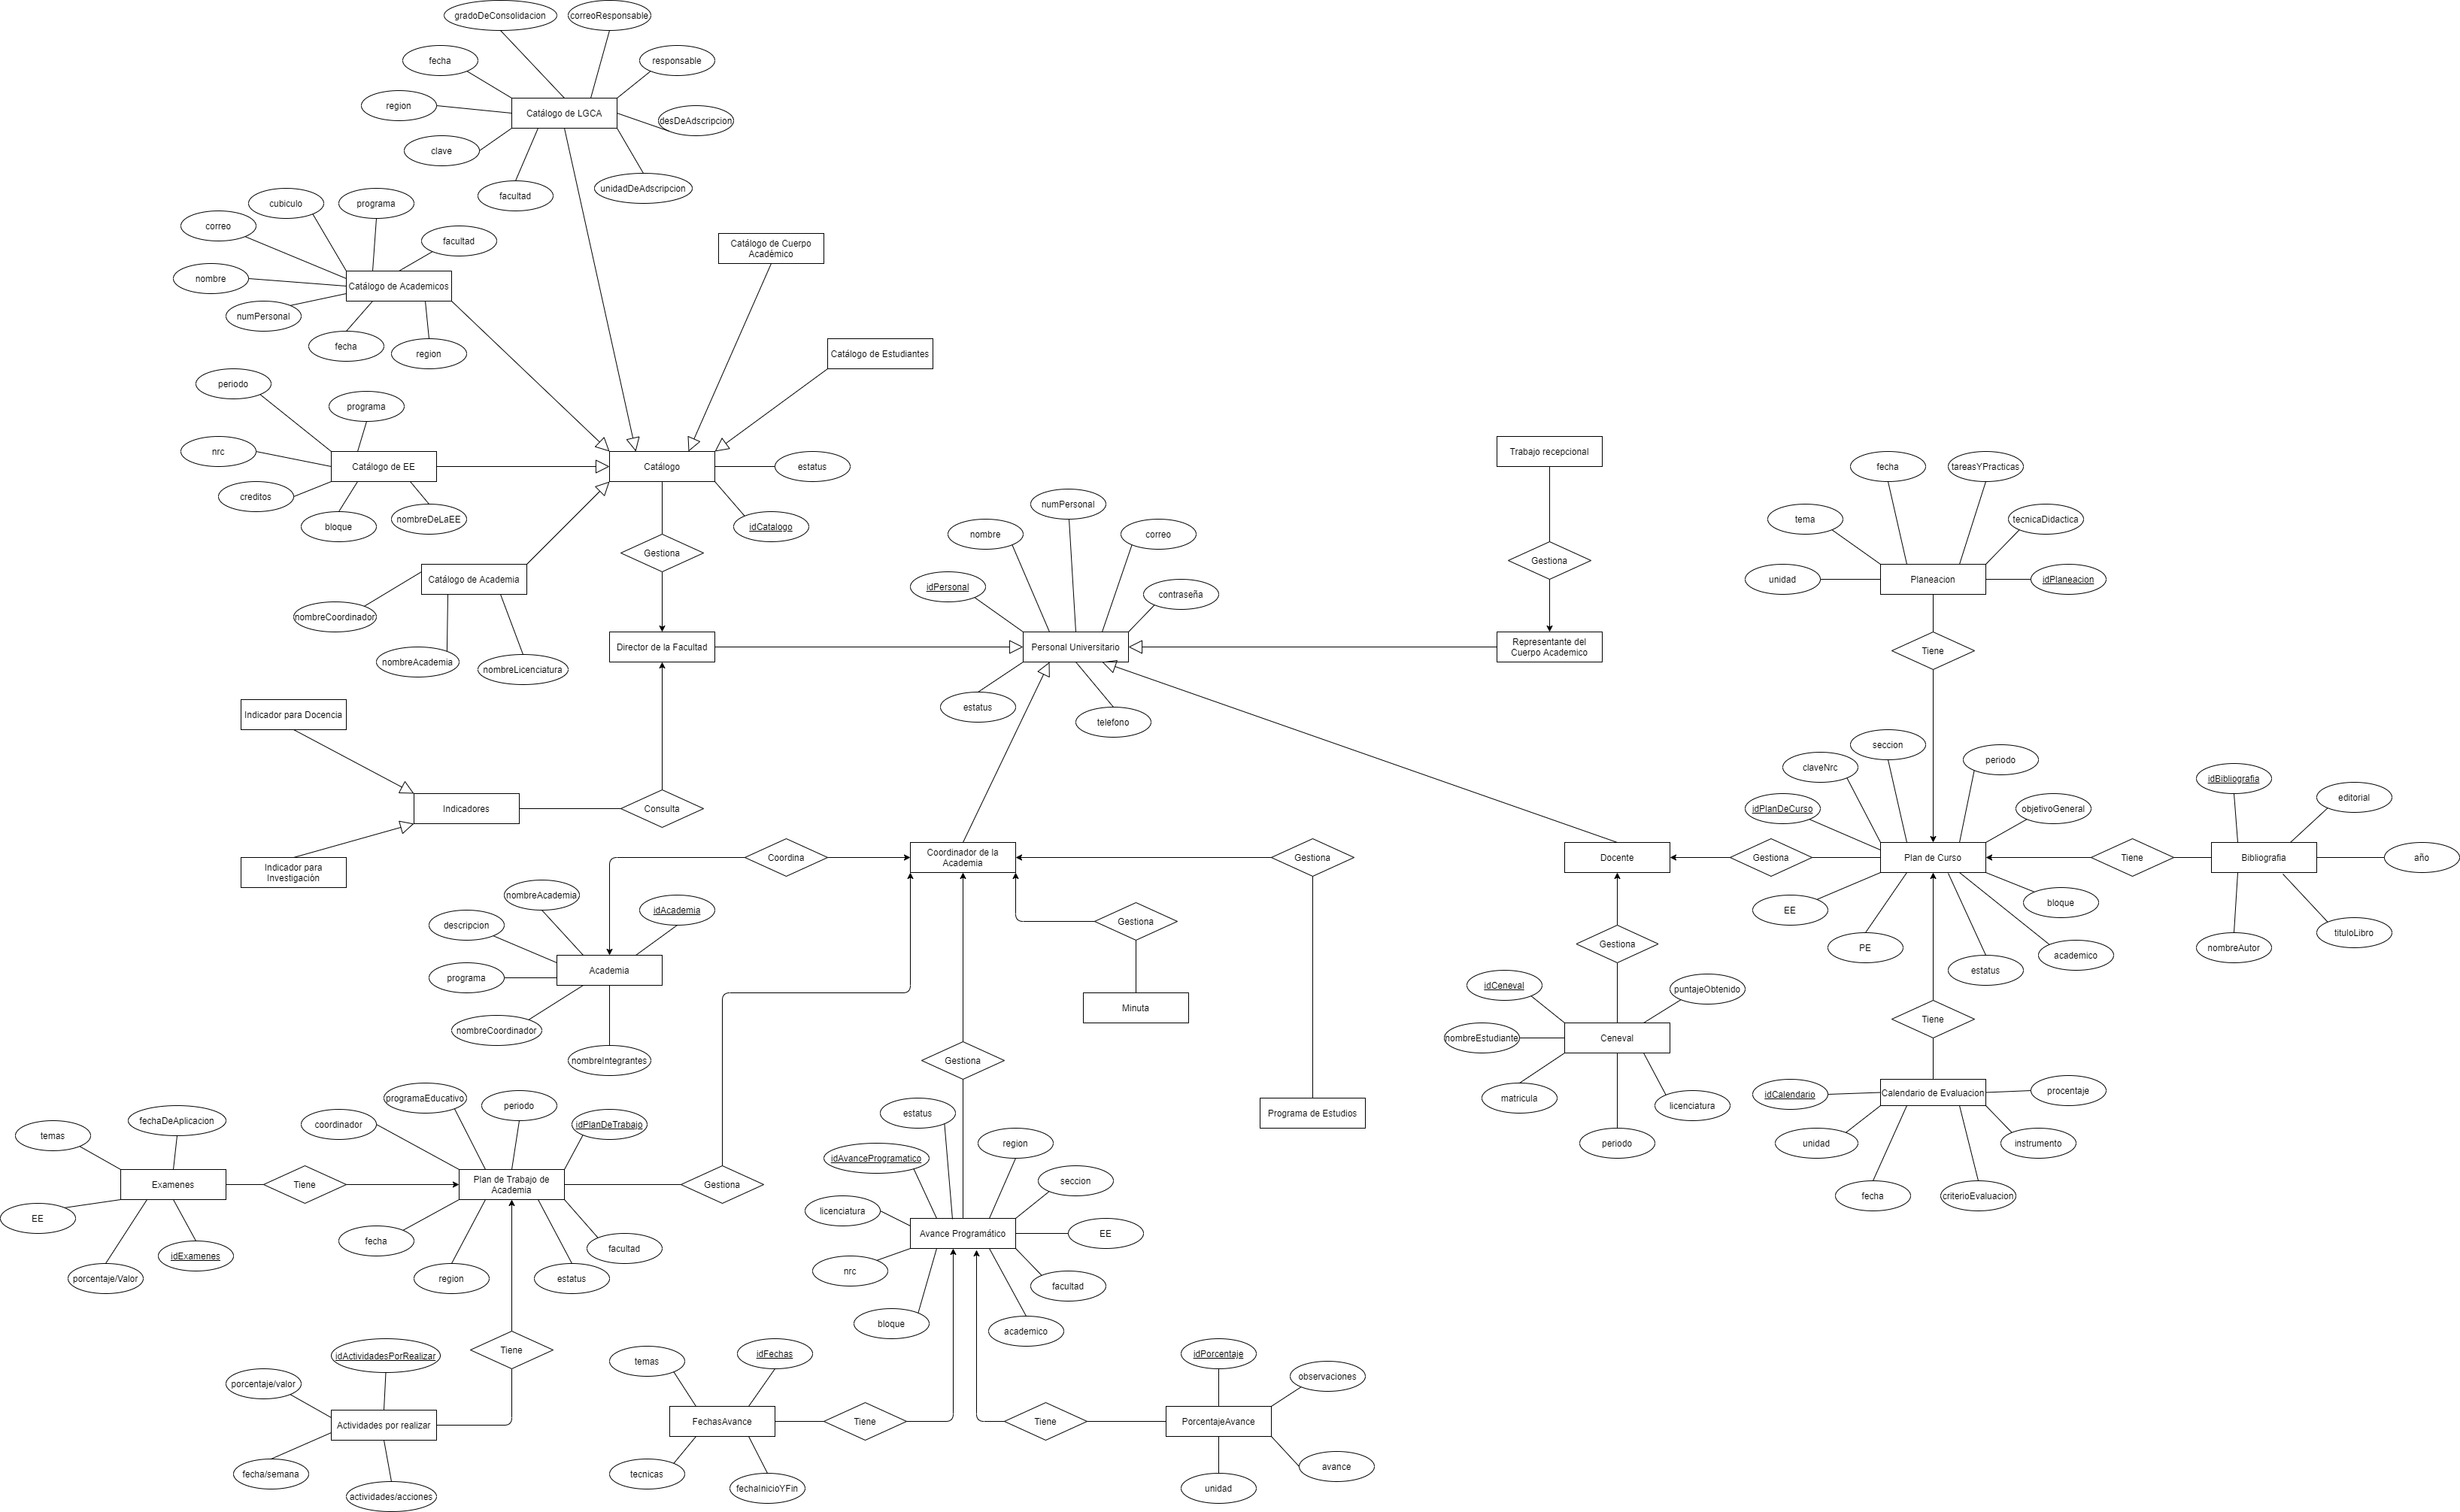 gradoDeConsolidacion
correoResponsable
fecha
responsable
region
Catálogo de LGCA
desDeAdscripcion
clave
facultad
unidadDeAdscripcion
cubiculo
programa
correo
facultad
nombre
Catálogo de Academicos
numPersonal
fecha
region
Catálogo de Cuerpo
Académico
Catálogo de Estudiantes
periodo
programa
nrc
Catálogo de EE
creditos
bloque
nombreDeLaEE
Catálogo
estatus
idCatalogo
Gestiona
Catálogo de Academia
nombreCoordinador
nombreAcademia
nombreLicenciatura
Director de la Facultad
numPersonal
nombre
correo
idPersonal
contraseña
Personal Universitario
estatus
telefono
Trabajo recepcional
Gestiona
Representante del
Cuerpo Academico
fecha
tareasYPracticas
tema
tecnicaDidactica
unidad
Planeacion
idPlaneacion
Tiene
Indicador para Docencia
Indicadores
Consulta
Indicador para
Investigación
seccion
claveNrc
periodo
idPlanDeCurso
objetivoGeneral
Docente
Gestiona
Plan de Curso
Tiene
Bibliografia
idBibliografia
editorial
año
nombreAutor
tituloLibro
EE
PE
estatus
academico
bloque
Coordina
Coordinador de la
Academia
Gestiona
nombreAcademia
idAcademia
descripcion
programa
Academia
nombreCoordinador
nombreIntegrantes
Gestiona
Minuta
Gestiona
Programa de Estudios
Gestiona
idCeneval
puntajeObtenido
nombreEstudiante
Ceneval
matricula
licenciatura
periodo
Tiene
idCalendario
Calendario de Evaluacion
procentaje
unidad
instrumento
fecha
criterioEvaluacion
temas
fechaDeAplicacion
Examenes
Tiene
EE
porcentaje/Valor
idExamenes
programaEducativo
periodo
coordinador
idPlanDeTrabajo
Plan de Trabajo de
Academia
Gestiona
fecha
region
estatus
facultad
estatus
region
idAvanceProgramatico
seccion
licenciatura
Avance Programático
EE
nrc
facultad
bloque
academico
Tiene
idActividadesPorRealizar
porcentaje/valor
Actividades por realizar
fecha/semana
actividades/acciones
temas
idFechas
FechasAvance
Tiene
tecnicas
fechaInicioYFin
Tiene
idPorcentaje
observaciones
PorcentajeAvance
avance
unidad